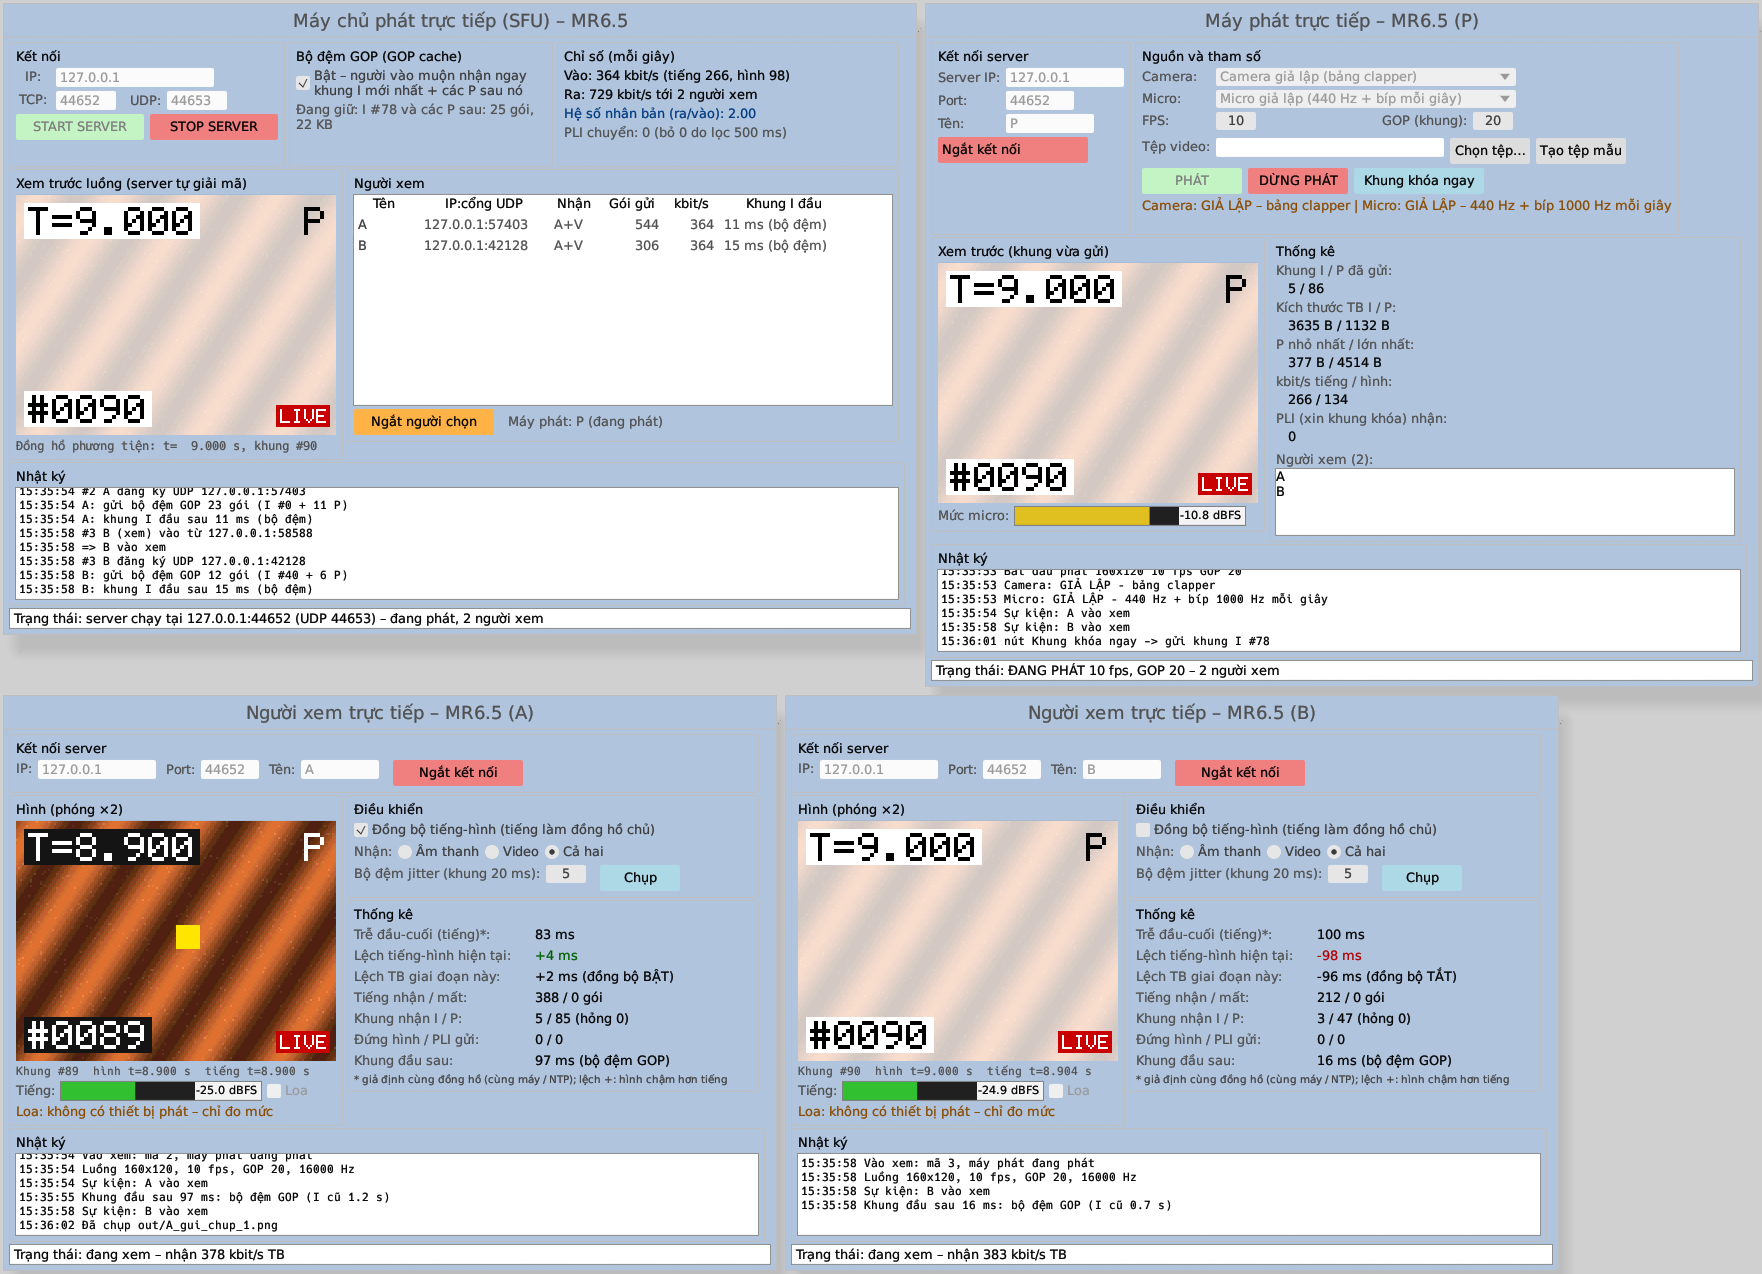 Máy chủ phát trực tiếp (SFU) – MR6.5
Kết nối
IP: 127.0.0.1
TCP: 44652 UDP: 44653
START SERVER STOP SERVER
Bộ đệm GOP (GOP cache)
Bật – người vào muộn nhận ngay
khung I mới nhất + các P sau nó
Đang giữ: I #78 và các P sau: 25 gói,
22 KB
Chỉ số (mỗi giây)
Vào: 364 kbit/s (tiếng 266, hình 98)
Ra: 729 kbit/s tới 2 người xem
Hệ số nhân bản (ra/vào): 2.00
PLI chuyển: 0 (bỏ 0 do lọc 500 ms)
Xem trước luồng (server tự giải mã)
T=9.000 P
#0090 LIVE
Đồng hồ phương tiện: t= 9.000 s, khung #90
Người xem
Tên IP:cổng UDP Nhận Gói gửi kbit/s Khung I đầu
A 127.0.0.1:57403 A+V 544 364 11 ms (bộ đệm)
B 127.0.0.1:42128 A+V 306 364 15 ms (bộ đệm)
Ngắt người chọn Máy phát: P (đang phát)
Nhật ký
15:35:54 #2 A đăng ký UDP 127.0.0.1:57403
15:35:54 A: gửi bộ đệm GOP 23 gói (I #0 + 11 P)
15:35:54 A: khung I đầu sau 11 ms (bộ đệm)
15:35:58 #3 B (xem) vào từ 127.0.0.1:58588
15:35:58 => B vào xem
15:35:58 #3 B đăng ký UDP 127.0.0.1:42128
15:35:58 B: gửi bộ đệm GOP 12 gói (I #40 + 6 P)
15:35:58 B: khung I đầu sau 15 ms (bộ đệm)
Trạng thái: server chạy tại 127.0.0.1:44652 (UDP 44653) – đang phát, 2 người xem
Máy phát trực tiếp – MR6.5 (P)
Kết nối server
Server IP: 127.0.0.1
Port: 44652
Tên: P
Ngắt kết nối
Nguồn và tham số
Camera: Camera giả lập (bảng clapper)
Micro: Micro giả lập (440 Hz + bíp mỗi giây)
FPS: 10 GOP (khung): 20
Tệp video: Chọn tệp... Tạo tệp mẫu
PHÁT DỪNG PHÁT Khung khóa ngay
Camera: GIẢ LẬP – bảng clapper | Micro: GIẢ LẬP – 440 Hz + bíp 1000 Hz mỗi giây
Xem trước (khung vừa gửi)
T=9.000 P
#0090 LIVE
Mức micro: -10.8 dBFS
Thống kê
Khung I / P đã gửi:
5 / 86
Kích thước TB I / P:
3635 B / 1132 B
P nhỏ nhất / lớn nhất:
377 B / 4514 B
kbit/s tiếng / hình:
266 / 134
PLI (xin khung khóa) nhận:
0
Người xem (2):
A
B
Nhật ký
15:35:53 Bắt đầu phát 160x120 10 fps GOP 20
15:35:53 Camera: GIẢ LẬP - bảng clapper
15:35:53 Micro: GIẢ LẬP - 440 Hz + bíp 1000 Hz mỗi giây
15:35:54 Sự kiện: A vào xem
15:35:58 Sự kiện: B vào xem
15:36:01 nút Khung khóa ngay -> gửi khung I #78
Trạng thái: ĐANG PHÁT 10 fps, GOP 20 – 2 người xem
Người xem trực tiếp – MR6.5 (A)
Kết nối server
IP: 127.0.0.1 Port: 44652 Tên: A Ngắt kết nối
Hình (phóng ×2)
T=8.900 P
#0089 LIVE
Khung #89 hình t=8.900 s tiếng t=8.900 s
Tiếng: -25.0 dBFS Loa
Loa: không có thiết bị phát – chỉ đo mức
Điều khiển
Đồng bộ tiếng-hình (tiếng làm đồng hồ chủ)
Nhận: Âm thanh Video Cả hai
Bộ đệm jitter (khung 20 ms): 5 Chụp
Thống kê
Trễ đầu-cuối (tiếng)*: 83 ms
Lệch tiếng-hình hiện tại: +4 ms
Lệch TB giai đoạn này: +2 ms (đồng bộ BẬT)
Tiếng nhận / mất: 388 / 0 gói
Khung nhận I / P: 5 / 85 (hỏng 0)
Đứng hình / PLI gửi: 0 / 0
Khung đầu sau: 97 ms (bộ đệm GOP)
* giả định cùng đồng hồ (cùng máy / NTP); lệch +: hình chậm hơn tiếng
Nhật ký
15:35:54 Vào xem: mã 2, máy phát đang phát
15:35:54 Luồng 160x120, 10 fps, GOP 20, 16000 Hz
15:35:54 Sự kiện: A vào xem
15:35:55 Khung đầu sau 97 ms: bộ đệm GOP (I cũ 1.2 s)
15:35:58 Sự kiện: B vào xem
15:36:02 Đã chụp out/A_gui_chup_1.png
Trạng thái: đang xem – nhận 378 kbit/s TB
Người xem trực tiếp – MR6.5 (B)
Kết nối server
IP: 127.0.0.1 Port: 44652 Tên: B Ngắt kết nối
Hình (phóng ×2)
T=9.000 P
#0090 LIVE
Khung #90 hình t=9.000 s tiếng t=8.904 s
Tiếng: -24.9 dBFS Loa
Loa: không có thiết bị phát – chỉ đo mức
Điều khiển
Đồng bộ tiếng-hình (tiếng làm đồng hồ chủ)
Nhận: Âm thanh Video Cả hai
Bộ đệm jitter (khung 20 ms): 5 Chụp
Thống kê
Trễ đầu-cuối (tiếng)*: 100 ms
Lệch tiếng-hình hiện tại: -98 ms
Lệch TB giai đoạn này: -96 ms (đồng bộ TẮT)
Tiếng nhận / mất: 212 / 0 gói
Khung nhận I / P: 3 / 47 (hỏng 0)
Đứng hình / PLI gửi: 0 / 0
Khung đầu sau: 16 ms (bộ đệm GOP)
* giả định cùng đồng hồ (cùng máy / NTP); lệch +: hình chậm hơn tiếng
Nhật ký
15:35:58 Vào xem: mã 3, máy phát đang phát
15:35:58 Luồng 160x120, 10 fps, GOP 20, 16000 Hz
15:35:58 Sự kiện: B vào xem
15:35:58 Khung đầu sau 16 ms: bộ đệm GOP (I cũ 0.7 s)
Trạng thái: đang xem – nhận 383 kbit/s TB